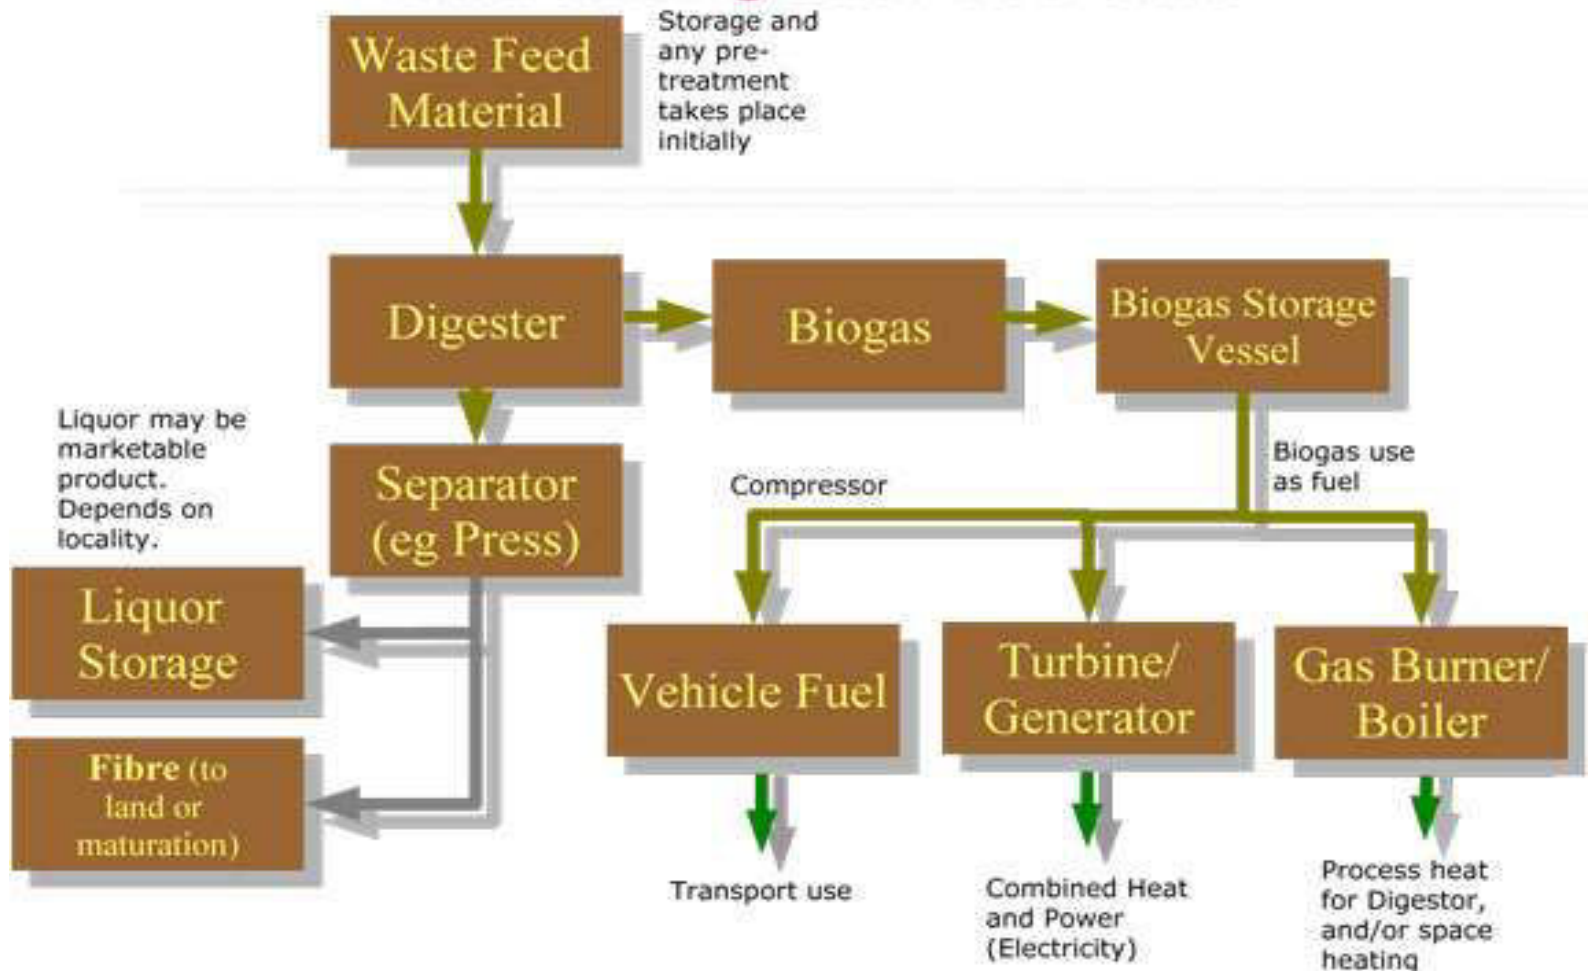 Waste Feed
Material
Storage and
any pre-
treatment
takes place
initially
Digester
Biogas
Biogas Storage
Vessel
Liquor may be
marketable
product.
Depends on
locality.
Separator
(eg Press)
Compressor
Biogas use
as fuel
Liquor
Storage
Vehicle Fuel
Turbine/
Generator
Gas Burner/
Boiler
Fibre (to
land or
maturation)
Transport use
Combined Heat
and Power
(Electricity)
Process heat
for Digestor,
and/or space
heating